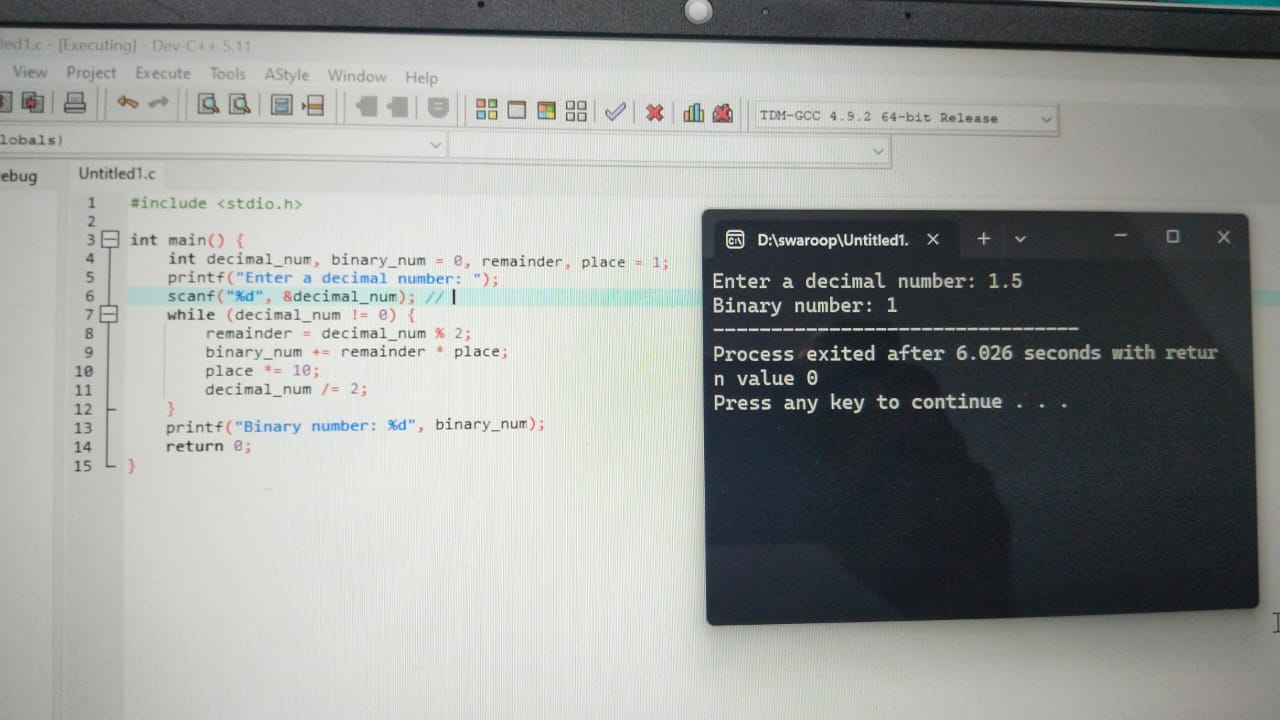 led1.c - [Executing] - Dev-C++ 5.11
View Project Execute Tools AStyle Window Help
TDM-GCC 4.9.2 64-bit Release
lobals)
ebug Untitled1.c
1 #include <stdio.h>
2
3 int main() {
4 int decimal_num, binary_num = 0, remainder, place = 1;
5 printf("Enter a decimal number: ");
6 scanf("%d", &decimal_num); //
7 while (decimal_num != 0) {
8 remainder = decimal_num % 2;
9 binary_num += remainder * place;
10 place *= 10;
11 decimal_num /= 2;
12 }
13 printf("Binary number: %d", binary_num);
14 return 0;
15 }
D:\swaroop\Untitled1.
Enter a decimal number: 1.5
Binary number: 1
--------------------------------
Process exited after 6.026 seconds with retur
n value 0
Press any key to continue . . .